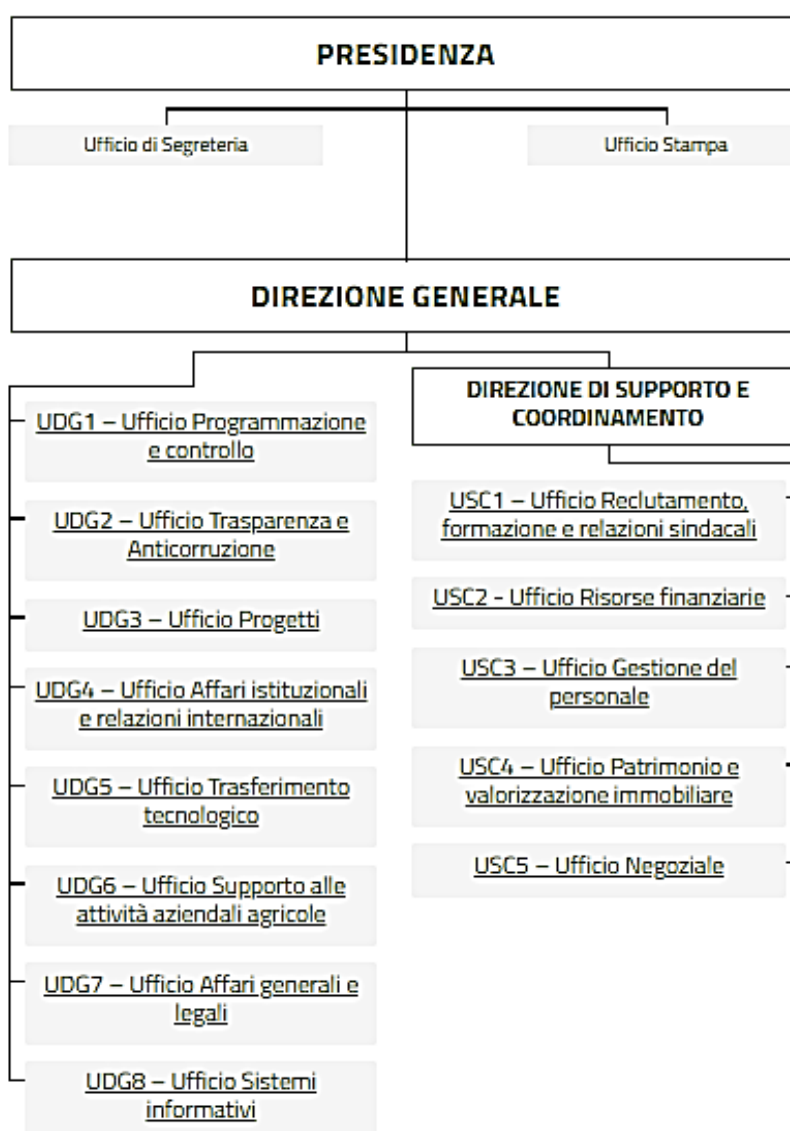 PRESIDENZA
Ufficio di Segreteria
Ufficio Stampa
DIREZIONE GENERALE
UDG1 – Ufficio Programmazione
e controllo
UDG2 – Ufficio Trasparenza e
Anticorruzione
UDG3 – Ufficio Progetti
UDG4 – Ufficio Affari istituzionali
e relazioni internazionali
UDG5 – Ufficio Trasferimento
tecnologico
UDG6 – Ufficio Supporto alle
attività aziendali agricole
UDG7 – Ufficio Affari generali e
legali
UDG8 – Ufficio Sistemi
informativi
DIREZIONE DI SUPPORTO E
COORDINAMENTO
USC1 – Ufficio Reclutamento,
formazione e relazioni sindacali
USC2 - Ufficio Risorse finanziarie
USC3 – Ufficio Gestione del
personale
USC4 – Ufficio Patrimonio e
valorizzazione immobiliare
USC5 – Ufficio Negoziale